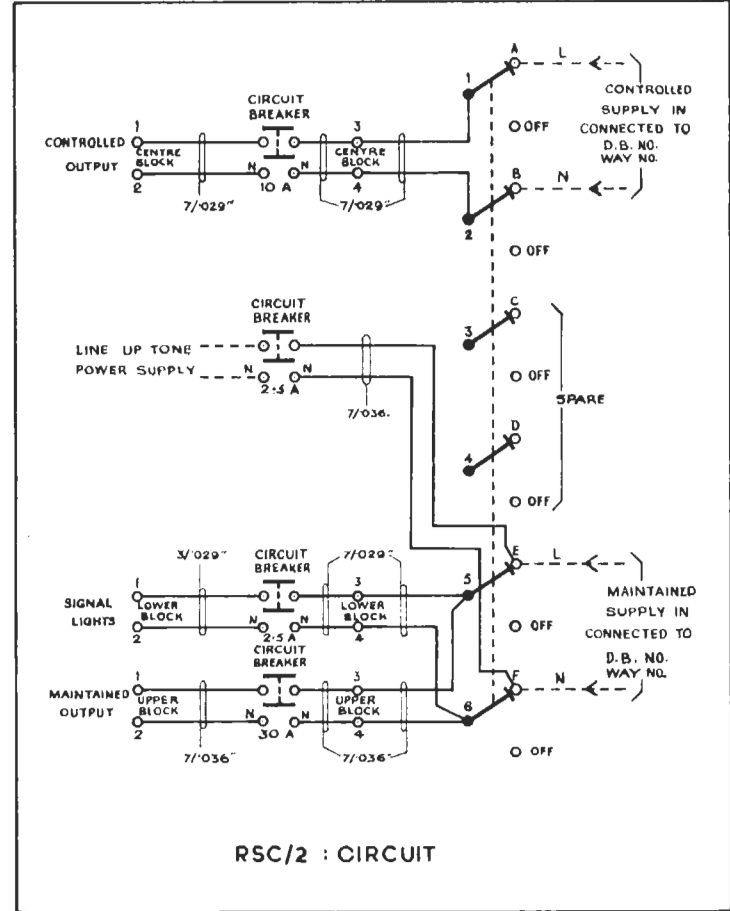 A
L
1
CIRCUIT
BREAKER
CONTROLLED
SUPPLY IN
CONNECTED TO
D.B. NO.
WAY NO.
OFF
CONTROLLED
OUTPUT
1
CENTRE
BLOCK
2
N
10 A
N
3
CENTRE
BLOCK
4
7/029"
7/029"
B
N
2
OFF
CIRCUIT
BREAKER
C
3
LINE UP TONE
POWER SUPPLY
N
2·5 A
N
7/036.
OFF
SPARE
D
4
OFF
3/·029"
CIRCUIT
BREAKER
7/029"
E
L
SIGNAL
LIGHTS
1
LOWER
BLOCK
2
N
2·5 A
N
3
LOWER
BLOCK
4
5
MAINTAINED
SUPPLY IN
CONNECTED TO
D.B. NO.
WAY NO.
OFF
CIRCUIT
BREAKER
MAINTAINED
OUTPUT
1
UPPER
BLOCK
2
N
30 A
N
3
UPPER
BLOCK
4
F
N
6
7/·036"
7/·036"
OFF
RSC/2 : CIRCUIT